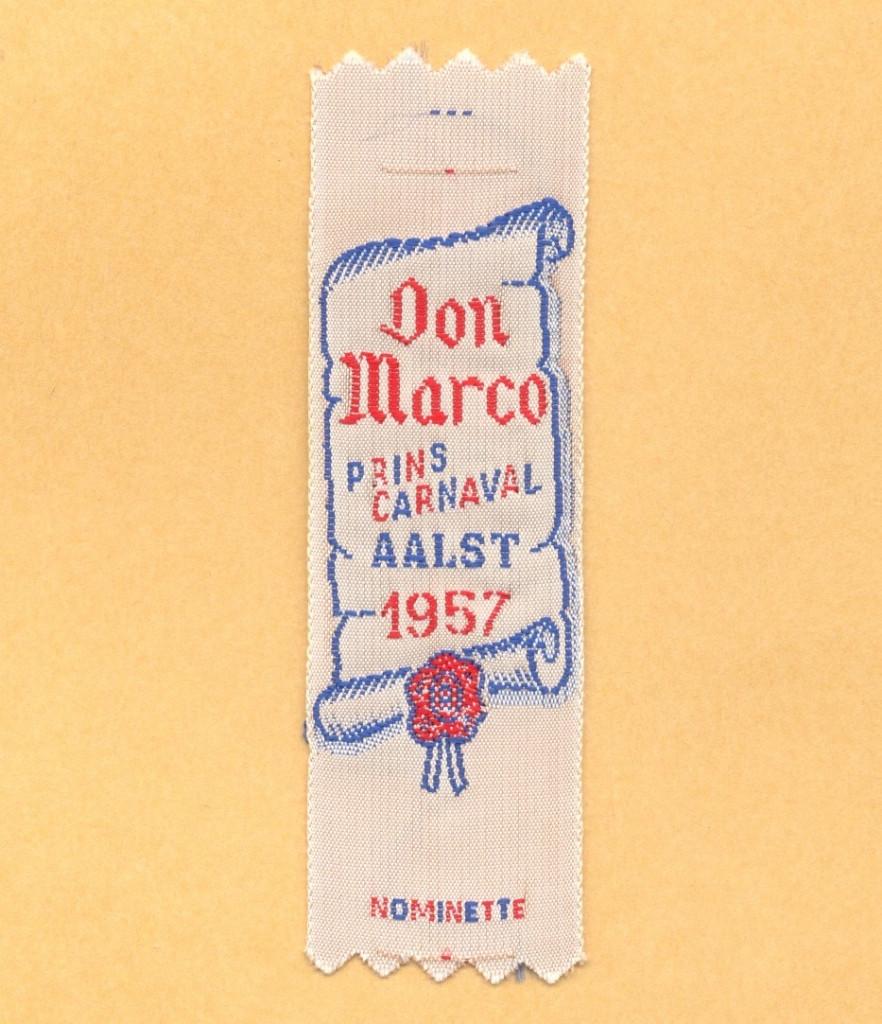 Don
Marco
PRINS
CARNAVAL
AALST
1957
NOMINETTE